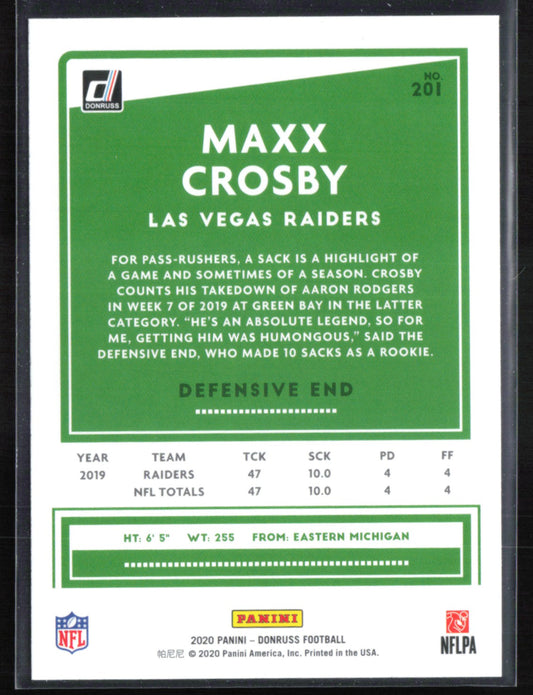 DONRUSS
NO.
201
MAXX
CROSBY
LAS VEGAS RAIDERS
FOR PASS-RUSHERS, A SACK IS A HIGHLIGHT OF
A GAME AND SOMETIMES OF A SEASON. CROSBY
COUNTS HIS TAKEDOWN OF AARON RODGERS
IN WEEK 7 OF 2019 AT GREEN BAY IN THE LATTER
CATEGORY. “HE'S AN ABSOLUTE LEGEND, SO FOR
ME, GETTING HIM WAS HUMONGOUS,” SAID THE
DEFENSIVE END, WHO MADE 10 SACKS AS A ROOKIE.
DEFENSIVE END
YEAR TEAM TCK SCK PD FF
2019 RAIDERS 47 10.0 4 4
NFL TOTALS 47 10.0 4 4
HT: 6' 5" WT: 255 FROM: EASTERN MICHIGAN
NFL
PANINI
NFLPA
2020 PANINI – DONRUSS FOOTBALL
帕尼尼 © 2020 Panini America, Inc. Printed in the USA.